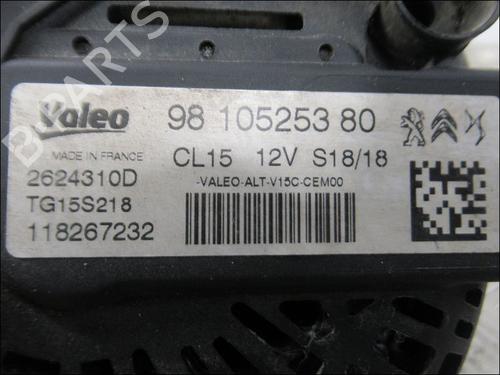 B-PARTS
Valeo
98 105253 80
MADE IN FRANCE
CL15 12V S18/18
2624310D
-VALEO-ALT-V15C-CEM00
TG15S218
118267232